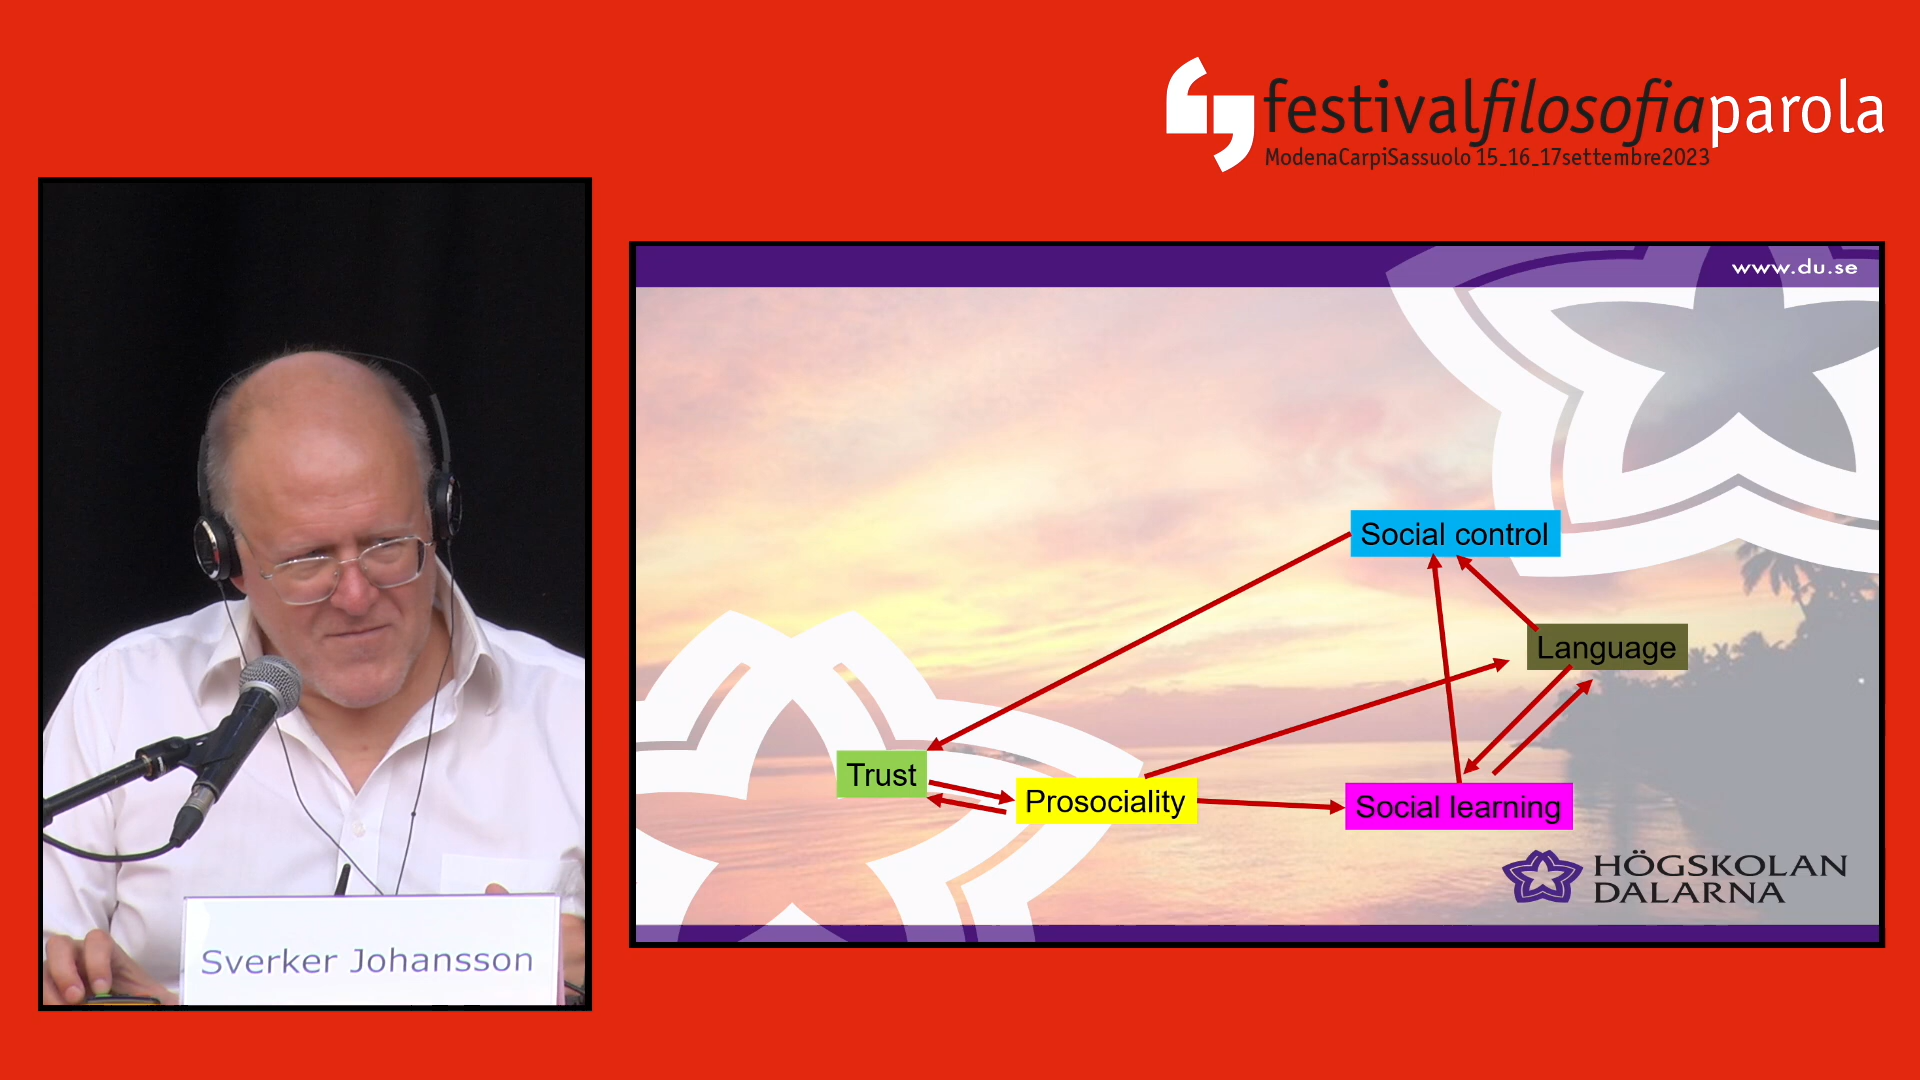 festivalfilosofiaparola
ModenaCarpiSassuolo 15_16_17settembre2023
www.du.se
Social control
Language
Trust
Prosociality
Social learning
HÖGSKOLAN
DALARNA
Sverker Johansson